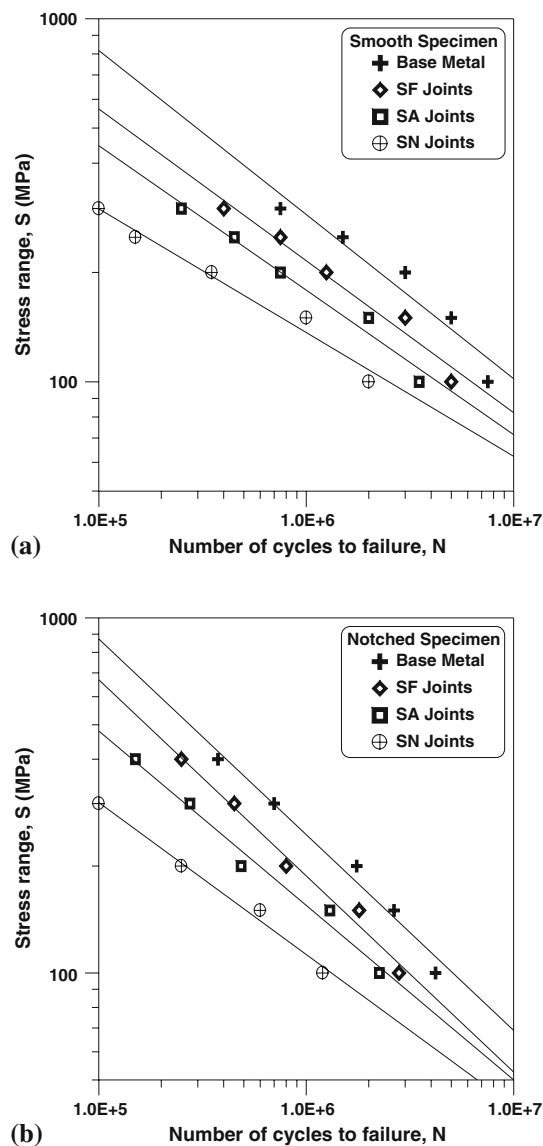 1000
Smooth Specimen
Base Metal
SF Joints
SA Joints
SN Joints
Stress range, S (MPa)
100
1.0E+5
1.0E+6
1.0E+7
(a)
Number of cycles to failure, N
1000
Notched Specimen
Base Metal
SF Joints
SA Joints
SN Joints
Stress range, S (MPa)
100
1.0E+5
1.0E+6
1.0E+7
(b)
Number of cycles to failure, N